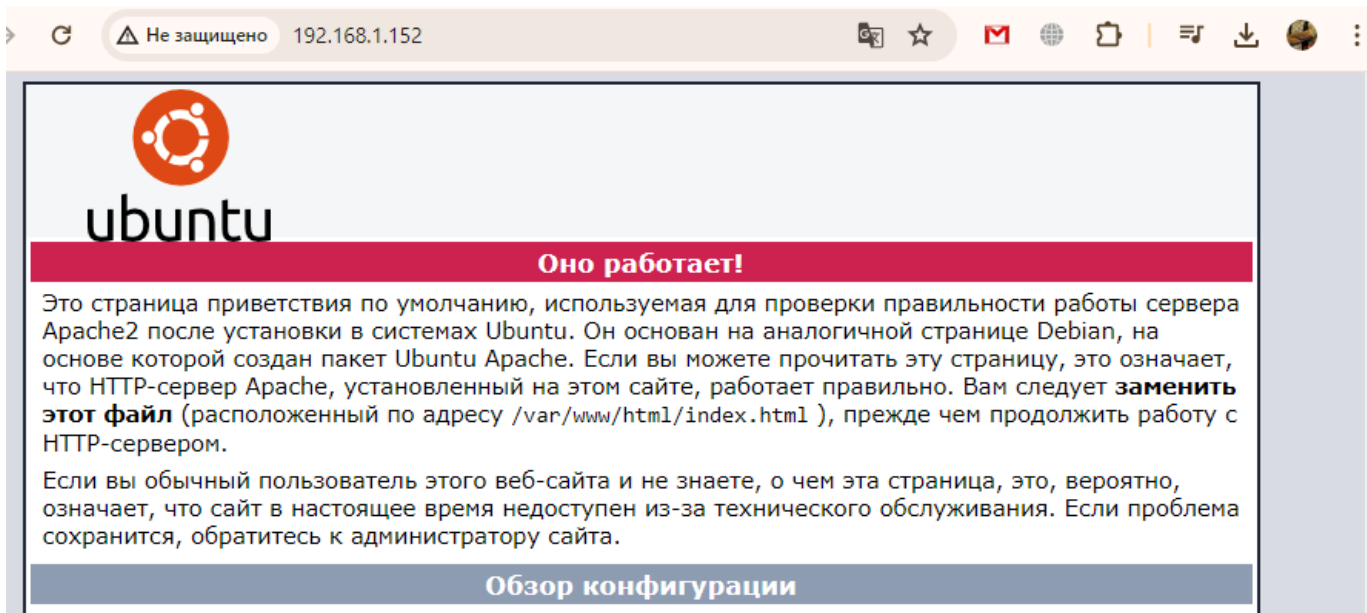 Не защищено 192.168.1.152
ubuntu
Оно работает!
Это страница приветствия по умолчанию, используемая для проверки правильности работы сервера
Apache2 после установки в системах Ubuntu. Он основан на аналогичной странице Debian, на
основе которой создан пакет Ubuntu Apache. Если вы можете прочитать эту страницу, это означает,
что HTTP-сервер Apache, установленный на этом сайте, работает правильно. Вам следует заменить
этот файл (расположенный по адресу /var/www/html/index.html ), прежде чем продолжить работу с
HTTP-сервером.
Если вы обычный пользователь этого веб-сайта и не знаете, о чем эта страница, это, вероятно,
означает, что сайт в настоящее время недоступен из-за технического обслуживания. Если проблема
сохранится, обратитесь к администратору сайта.
Обзор конфигурации